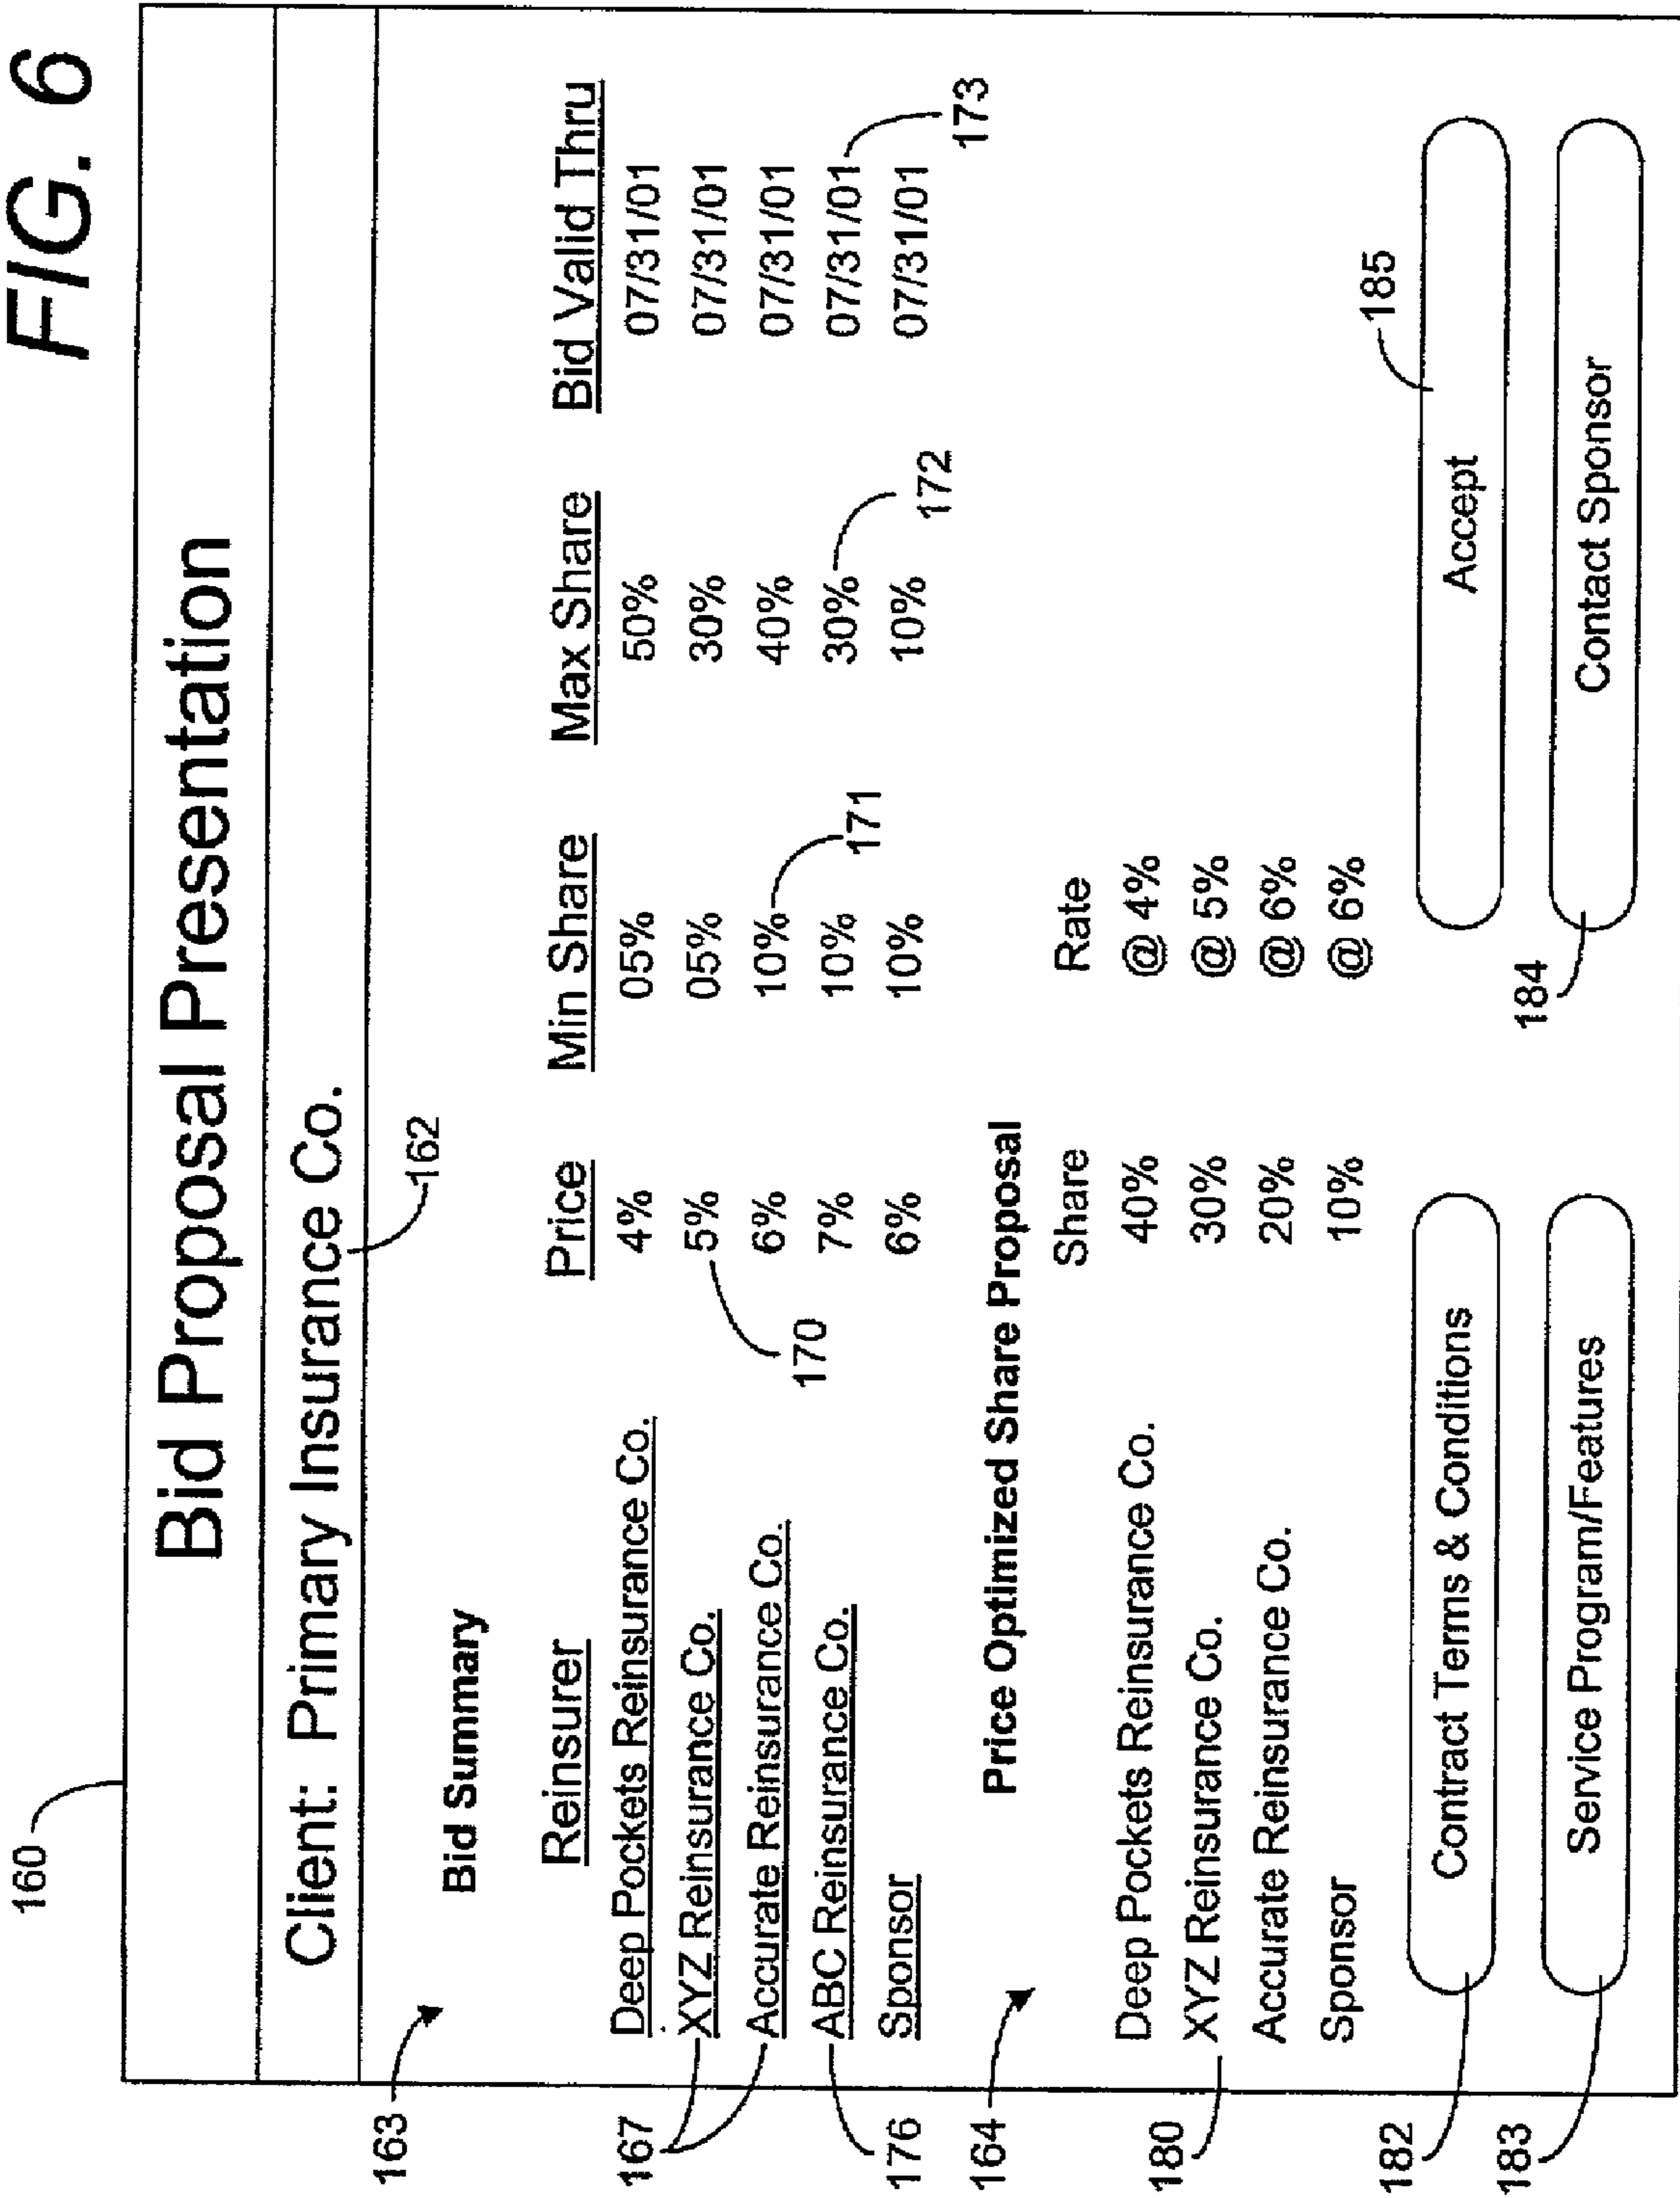 FIG. 6
160
Bid Proposal Presentation
Client: Primary Insurance Co.
162
163
Bid Summary
Reinsurer Price Min Share Max Share Bid Valid Thru
Deep Pockets Reinsurance Co. 4% 05% 50% 07/31/01
XYZ Reinsurance Co. 5% 05% 30% 07/31/01
Accurate Reinsurance Co. 6% 10% 40% 07/31/01
ABC Reinsurance Co. 7% 10% 30% 07/31/01
Sponsor 6% 10% 10% 07/31/01
167
170
171
172
173
176
164
Price Optimized Share Proposal
Share Rate
Deep Pockets Reinsurance Co. 40% @ 4%
XYZ Reinsurance Co. 30% @ 5%
Accurate Reinsurance Co. 20% @ 6%
Sponsor 10% @ 6%
180
185
182
Contract Terms & Conditions Accept
184
183
Service Program/Features Contact Sponsor